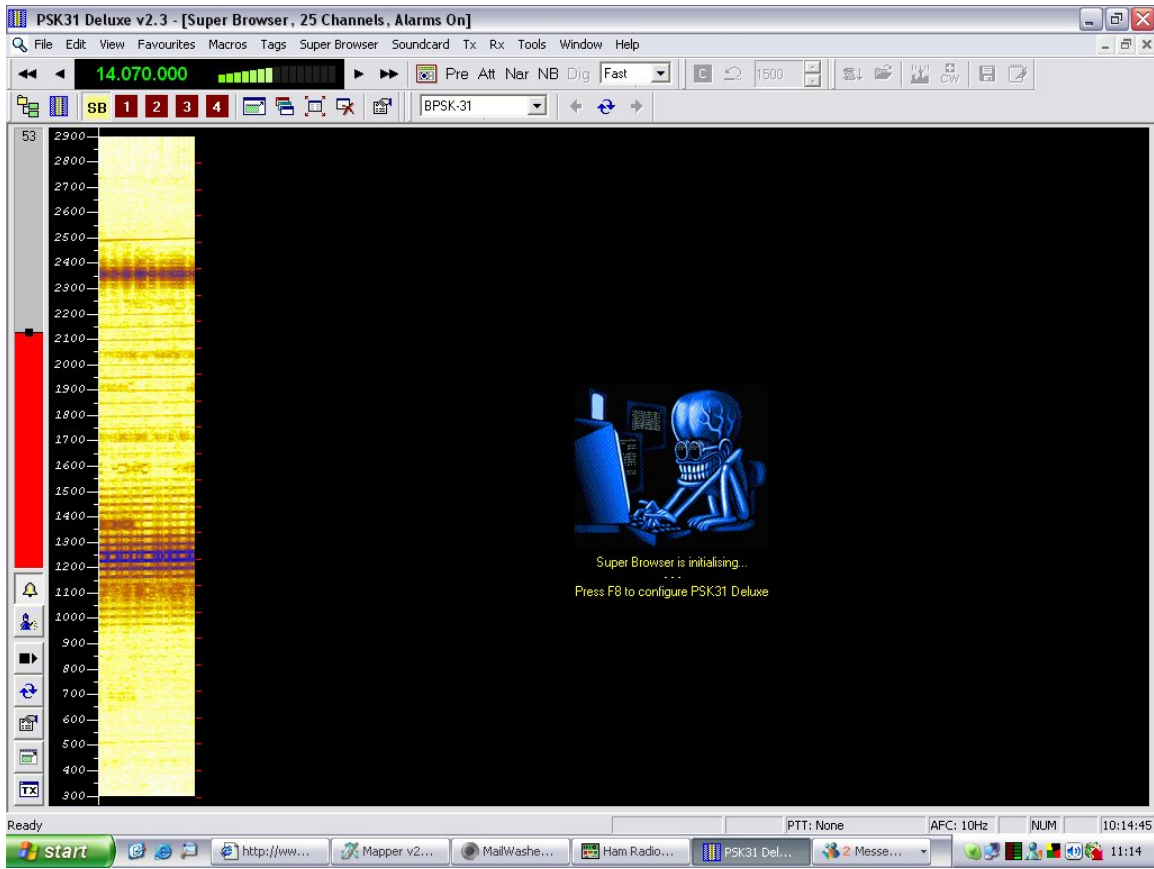 PSK31 Deluxe v2.3 - [Super Browser, 25 Channels, Alarms On]
File Edit View Favourites Macros Tags Super Browser Soundcard Tx Rx Tools Window Help
14.070.000 Pre Att Nar NB Dig Fast C 1500 CW
SB 1 2 3 4 BPSK-31
53
2900
2800
2700
2600
2500
2400
2300
2200
2100
2000
1900
1800
1700
1600
1500
1400
1300
1200
1100
1000
900
800
700
600
500
400
300
TX
Super Browser is initialising...
- - -
Press F8 to configure PSK31 Deluxe
Ready PTT: None AFC: 10Hz NUM 10:14:45
start http://ww... Mapper v2... MailWashe... Ham Radio... PSK31 Del... 2 Messe... 11:14